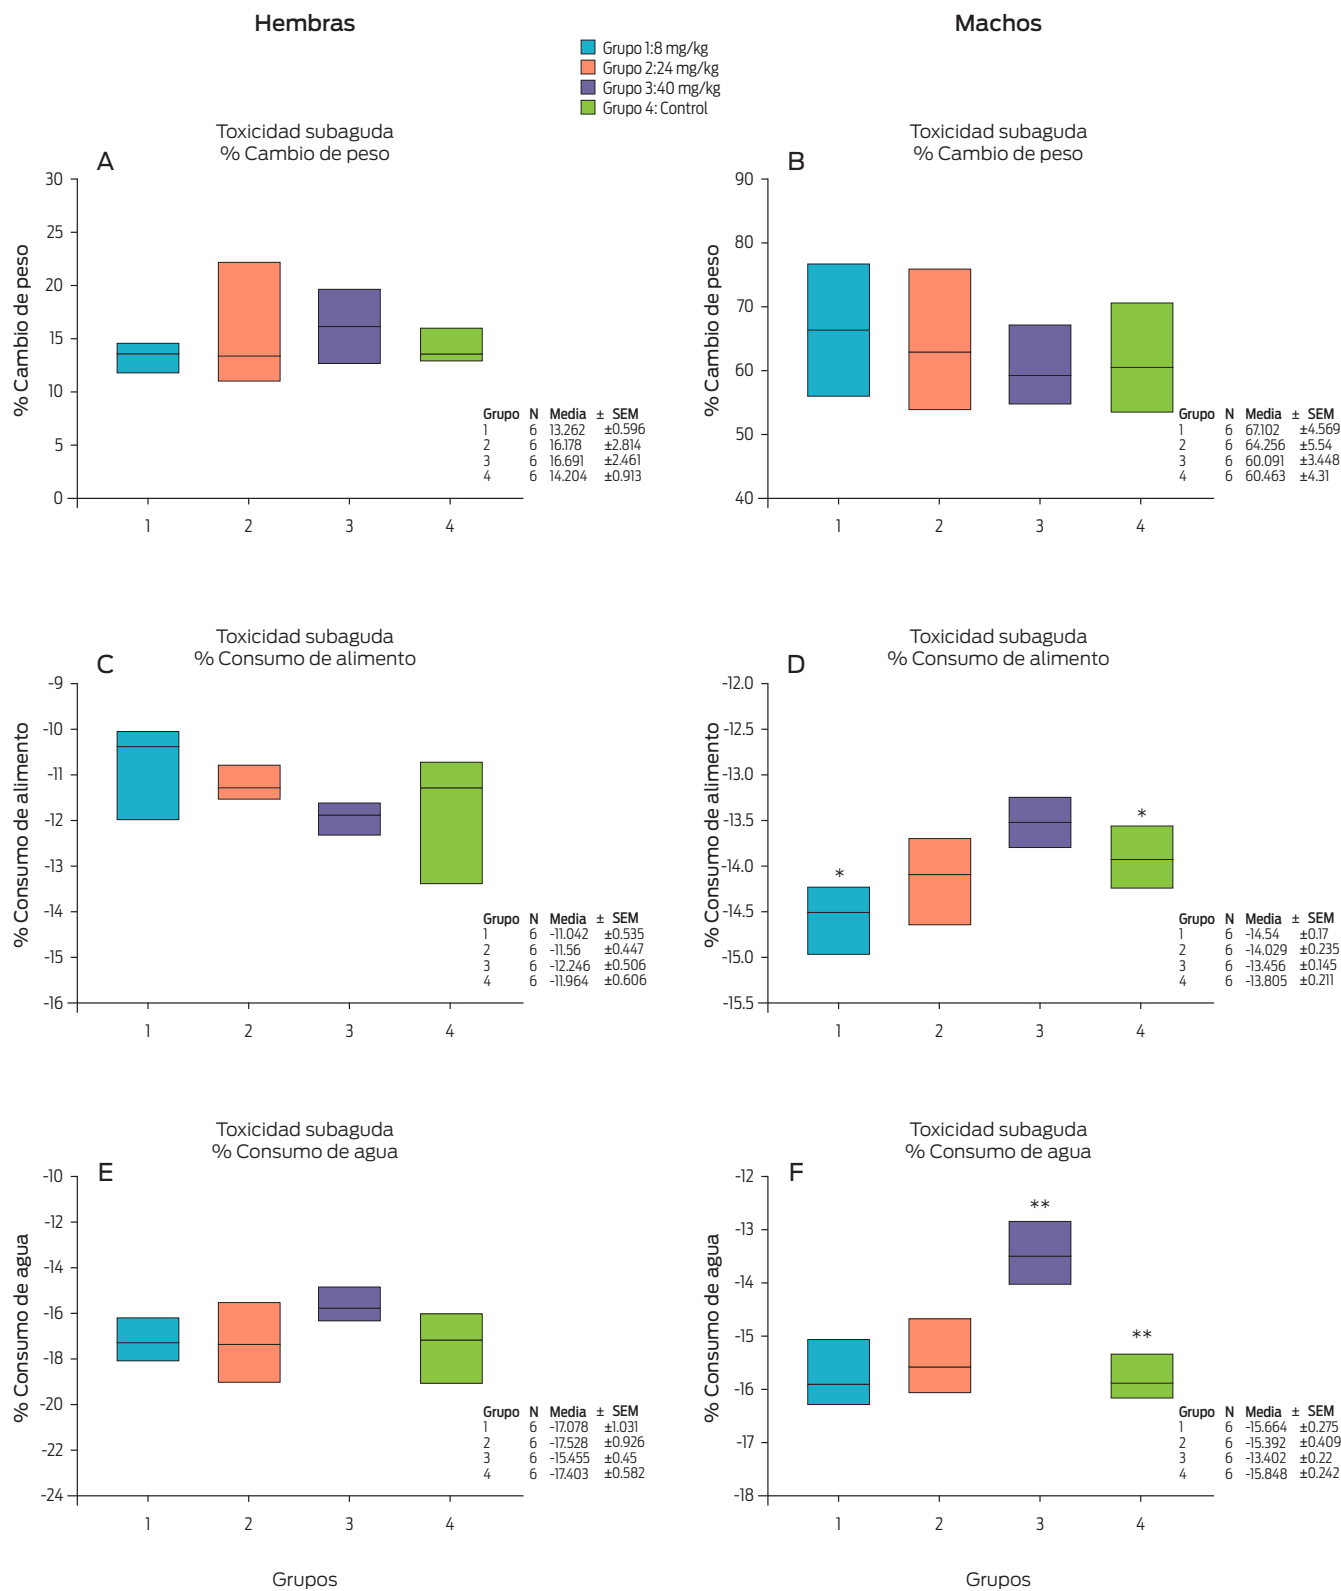 Hembras
Machos
Grupo 1:8 mg/kg
Grupo 2:24 mg/kg
Grupo 3:40 mg/kg
Grupo 4: Control
Toxicidad subaguda
% Cambio de peso
A
% Cambio de peso
30
25
20
15
10
5
0
1 2 3 4
Grupo N Media ± SEM
1 6 13.262 ±0.596
2 6 16.178 ±2.814
3 6 16.691 ±2.461
4 6 14.204 ±0.913
Toxicidad subaguda
% Cambio de peso
B
% Cambio de peso
90
80
70
60
50
40
1 2 3 4
Grupo N Media ± SEM
1 6 67.102 ±4.569
2 6 64.256 ±5.54
3 6 60.091 ±3.448
4 6 60.463 ±4.31
Toxicidad subaguda
% Consumo de alimento
C
% Consumo de alimento
-9
-10
-11
-12
-13
-14
-15
-16
1 2 3 4
Grupo N Media ± SEM
1 6 -11.042 ±0.535
2 6 -11.56 ±0.447
3 6 -12.246 ±0.506
4 6 -11.964 ±0.606
Toxicidad subaguda
% Consumo de alimento
D
% Consumo de alimento
-12.0
-12.5
-13.0
-13.5
-14.0
-14.5
-15.0
-15.5
*
*
1 2 3 4
Grupo N Media ± SEM
1 6 -14.54 ±0.17
2 6 -14.029 ±0.235
3 6 -13.456 ±0.145
4 6 -13.805 ±0.211
Toxicidad subaguda
% Consumo de agua
E
% Consumo de agua
-10
-12
-14
-16
-18
-20
-22
-24
1 2 3 4
Grupo N Media ± SEM
1 6 -17.078 ±1.031
2 6 -17.528 ±0.926
3 6 -15.455 ±0.45
4 6 -17.403 ±0.582
Grupos
Toxicidad subaguda
% Consumo de agua
F
% Consumo de agua
-12
-13
-14
-15
-16
-17
-18
**
**
1 2 3 4
Grupo N Media ± SEM
1 6 -15.664 ±0.275
2 6 -15.392 ±0.409
3 6 -13.402 ±0.22
4 6 -15.848 ±0.242
Grupos